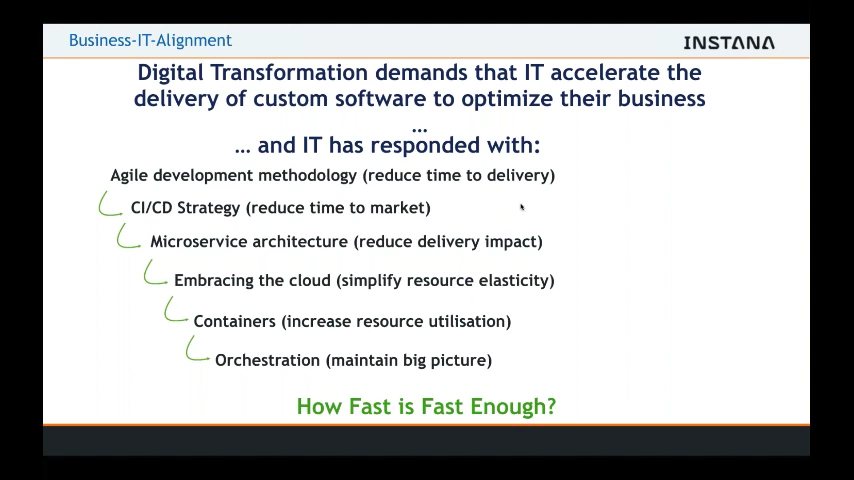 Business-IT-Alignment
INSTANA
Digital Transformation demands that IT accelerate the
delivery of custom software to optimize their business
...
... and IT has responded with:
Agile development methodology (reduce time to delivery)
CI/CD Strategy (reduce time to market)
Microservice architecture (reduce delivery impact)
Embracing the cloud (simplify resource elasticity)
Containers (increase resource utilisation)
Orchestration (maintain big picture)
How Fast is Fast Enough?